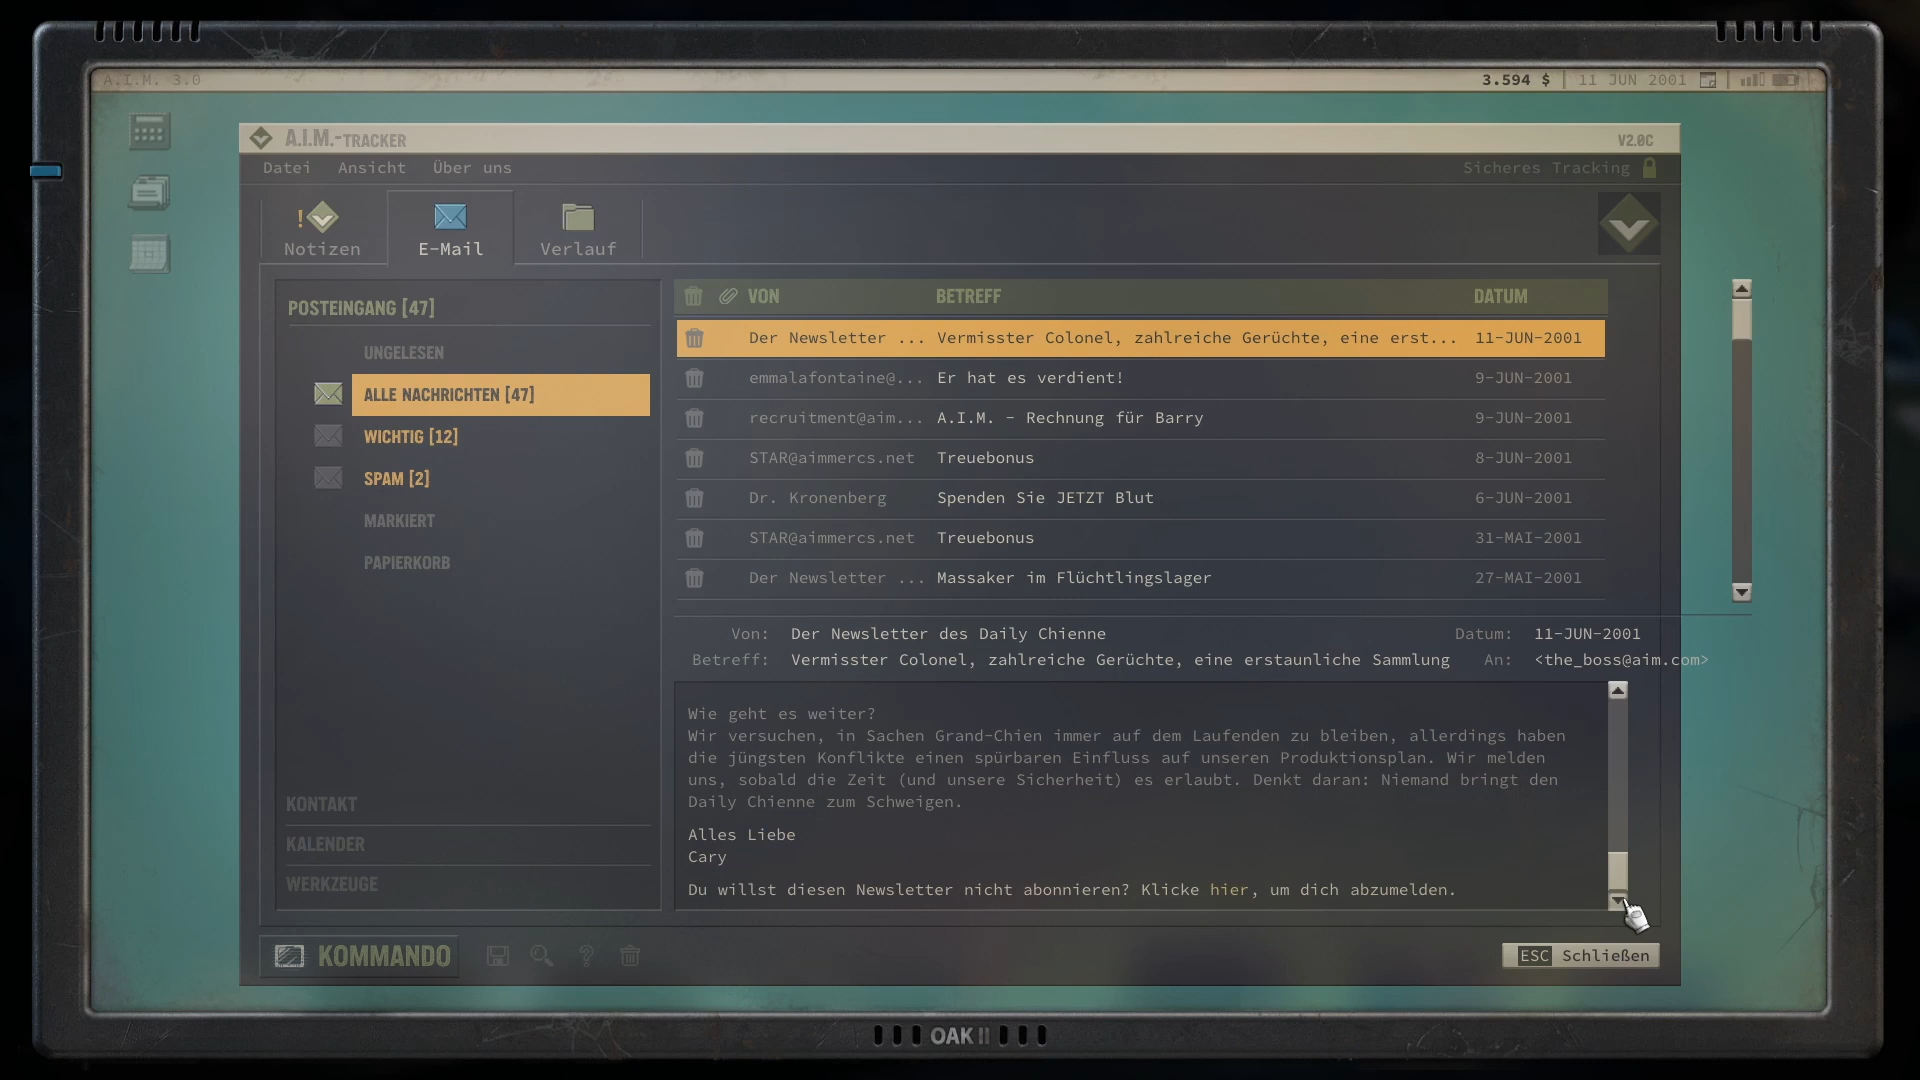 A.I.M. 3.0
3.594 $
11 JUN 2001
A.I.M.-TRACKER
V2.0C
Datei
Ansicht
Über uns
Sicheres Tracking
Notizen
E-Mail
Verlauf
POSTEINGANG [47]
UNGELESEN
ALLE NACHRICHTEN [47]
WICHTIG [12]
SPAM [2]
MARKIERT
PAPIERKORB
KONTAKT
KALENDER
WERKZEUGE
VON BETREFF DATUM
Der Newsletter ... Vermisster Colonel, zahlreiche Gerüchte, eine erst... 11-JUN-2001
emmalafontaine@... Er hat es verdient! 9-JUN-2001
recruitment@aim... A.I.M. - Rechnung für Barry 9-JUN-2001
STAR@aimmercs.net Treuebonus 8-JUN-2001
Dr. Kronenberg Spenden Sie JETZT Blut 6-JUN-2001
STAR@aimmercs.net Treuebonus 31-MAI-2001
Der Newsletter ... Massaker im Flüchtlingslager 27-MAI-2001
Von: Der Newsletter des Daily Chienne Datum: 11-JUN-2001
Betreff: Vermisster Colonel, zahlreiche Gerüchte, eine erstaunliche Sammlung An: <the_boss@aim.com>
Wie geht es weiter?
Wir versuchen, in Sachen Grand-Chien immer auf dem Laufenden zu bleiben, allerdings haben
die jüngsten Konflikte einen spürbaren Einfluss auf unseren Produktionsplan. Wir melden
uns, sobald die Zeit (und unsere Sicherheit) es erlaubt. Denkt daran: Niemand bringt den
Daily Chienne zum Schweigen.
Alles Liebe
Cary
Du willst diesen Newsletter nicht abonnieren? Klicke hier, um dich abzumelden.
KOMMANDO
ESC Schließen
OAK II